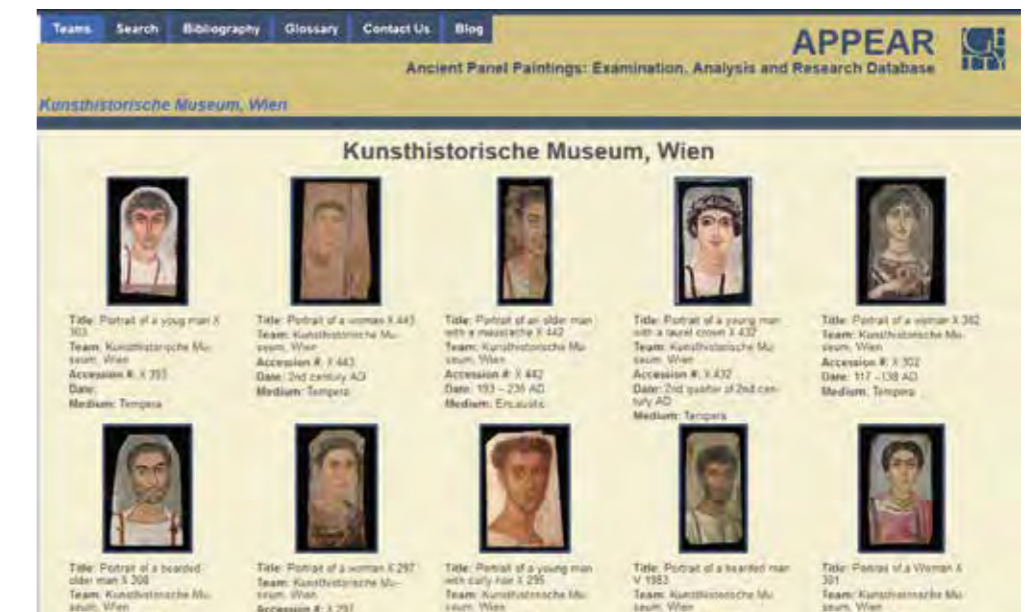 Teams Search Bibliography Glossary Contact Us Blog
APPEAR
Ancient Panel Paintings: Examination, Analysis and Research Database
Kunsthistorische Museum, Wien
Kunsthistorische Museum, Wien
Title: Portrait of a youg man X
Team: Kunsthistorische Mu-
seum, Wien
Accession #: X
Date:
Medium: Tempera
Title: Portrait of a woman X 443
Team: Kunsthistorische Mu-
seum, Wien
Accession #: X 443
Date: 2nd century AD
Medium: Tempera
Title: Portrait of an older man
with a moustache X 442
Team: Kunsthistorische Mu-
seum, Wien
Accession #: X 442
Date: 193 – 235 AD
Medium: Encaustic
Title: Portrait of a young man
with a laurel crown X 432
Team: Kunsthistorische Mu-
seum, Wien
Accession #: X 432
Date: 2nd quarter of 2nd cen-
tury AD
Medium: Tempera
Title: Portrait of a woman X 302
Team: Kunsthistorische Mu-
seum, Wien
Accession #: X 302
Date: 117 –138 AD
Medium: Tempera
Title: Portrait of a bearded
older man X
Team: Kunsthistorische Mu-
seum, Wien
Title: Portrait of a woman X 297
Team: Kunsthistorische Mu-
seum, Wien
Accession #: X 297
Title: Portrait of a young man
with curly hair X 295
Team: Kunsthistorische Mu-
seum, Wien
Title: Portrait of a bearded man
V 1983
Team: Kunsthistorische Mu-
seum, Wien
Title: Portrait of a Woman X
301
Team: Kunsthistorische Mu-
seum, Wien